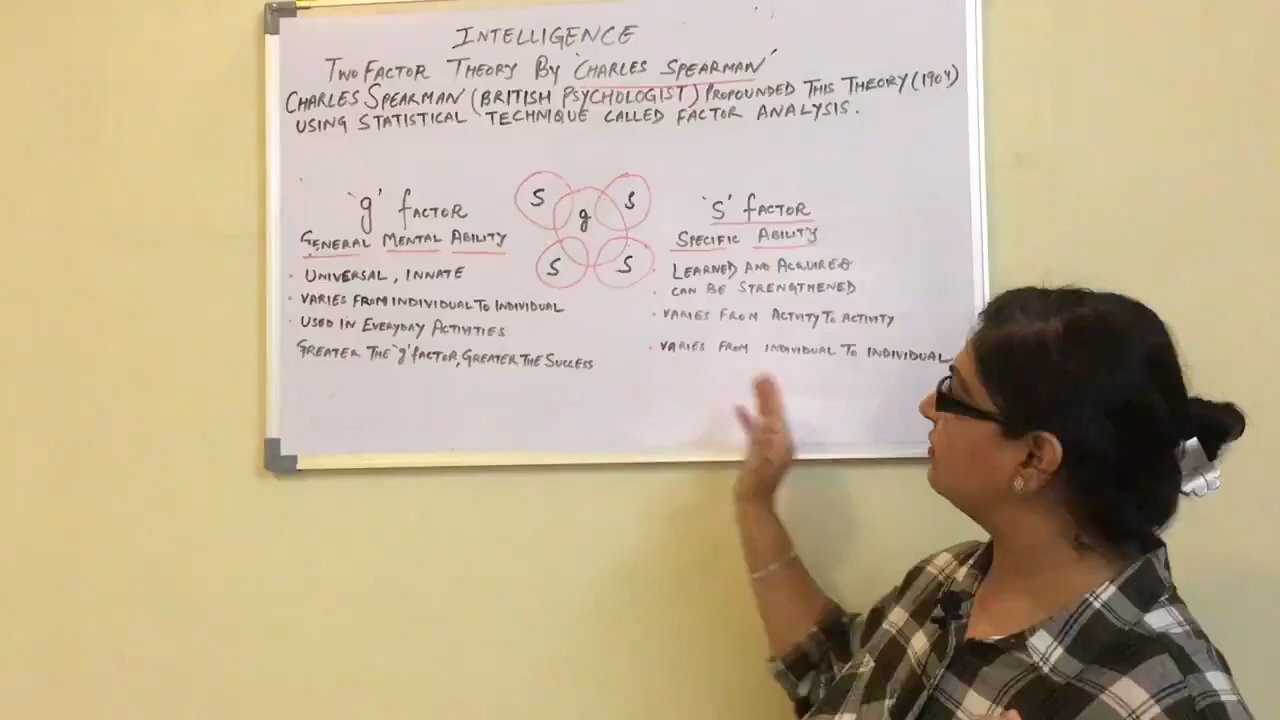 INTELLIGENCE
TWO FACTOR THEORY BY 'CHARLES SPEARMAN'
CHARLES SPEARMAN (BRITISH PSYCHOLOGIST) PROPOUNDED THIS THEORY (1904)
USING STATISTICAL TECHNIQUE CALLED FACTOR ANALYSIS.
'g' FACTOR
GENERAL MENTAL ABILITY
• UNIVERSAL, INNATE
• VARIES FROM INDIVIDUAL TO INDIVIDUAL
• USED IN EVERYDAY ACTIVITIES
GREATER THE 'g' FACTOR, GREATER THE SUCCESS
S S
g
S S
'S' FACTOR
SPECIFIC ABILITY
• LEARNED AND ACQUIRED
• CAN BE STRENGTHENED
• VARIES FROM ACTVITY TO ACTIVITY
• VARIES FROM INDIVIDUAL TO INDIVIDUAL